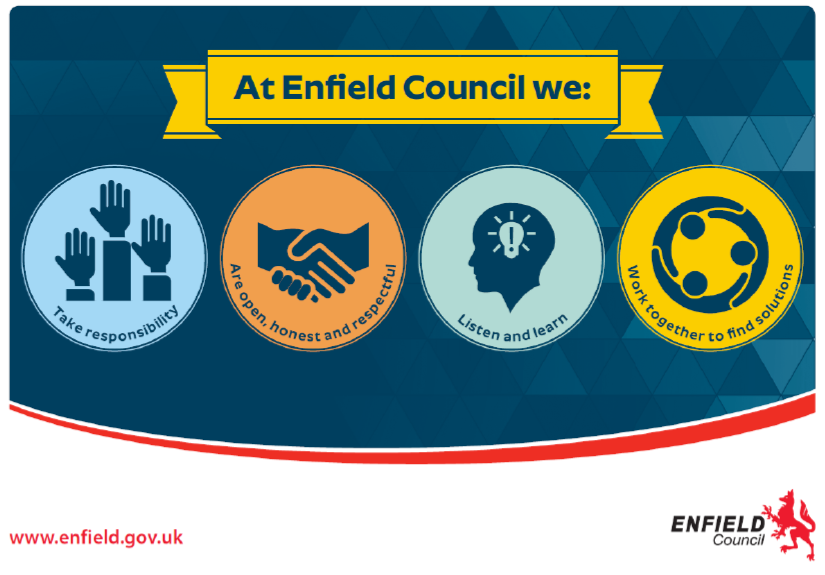 At Enfield Council we:
Take responsibility
Are open, honest and respectful
Listen and learn
Work together to find solutions
www.enfield.gov.uk
ENFIELD
Council